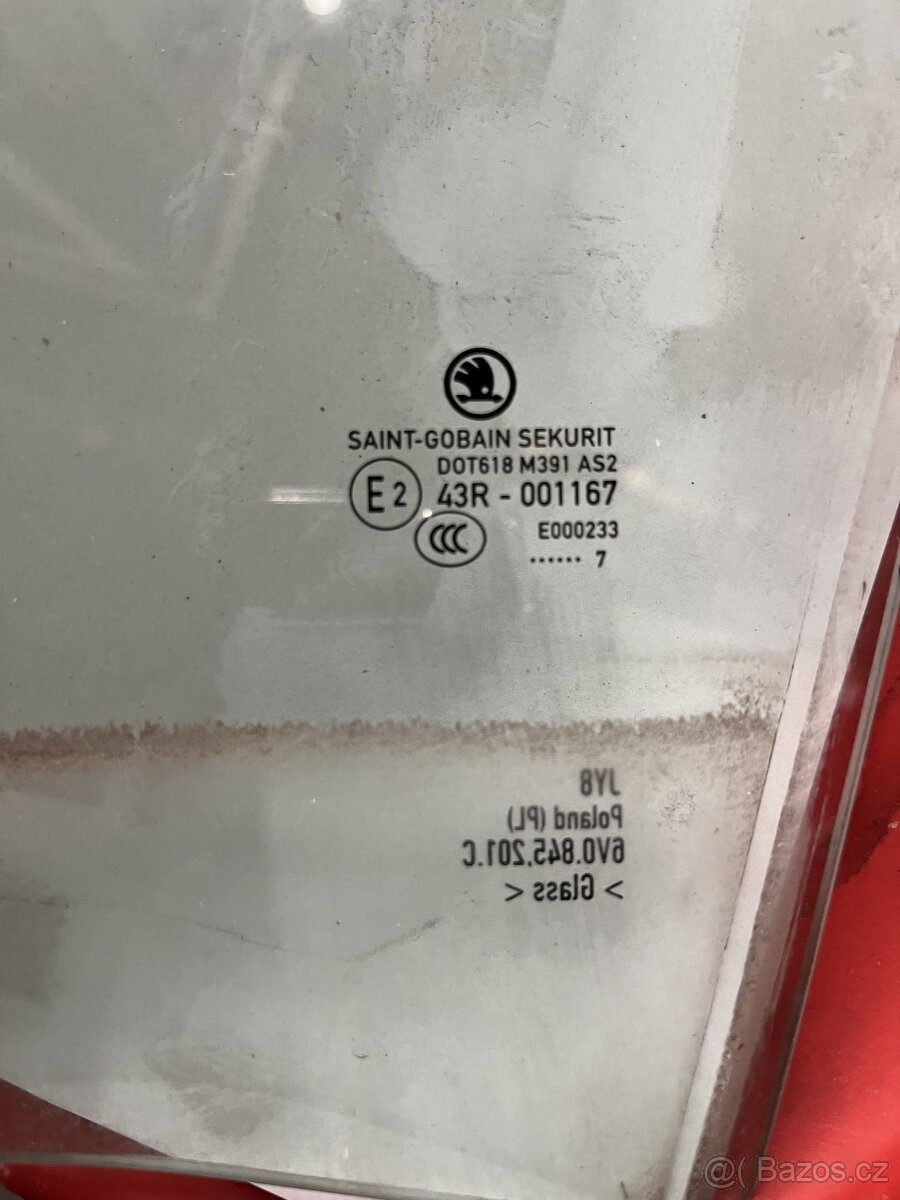 SAINT-GOBAIN SEKURIT
DOT618 M391 AS2
E2 43R - 001167
CCC E000233
...... 7
JY8
Poland (PL)
6V0.845.201.C
> Glass <
@( Bazos.cz